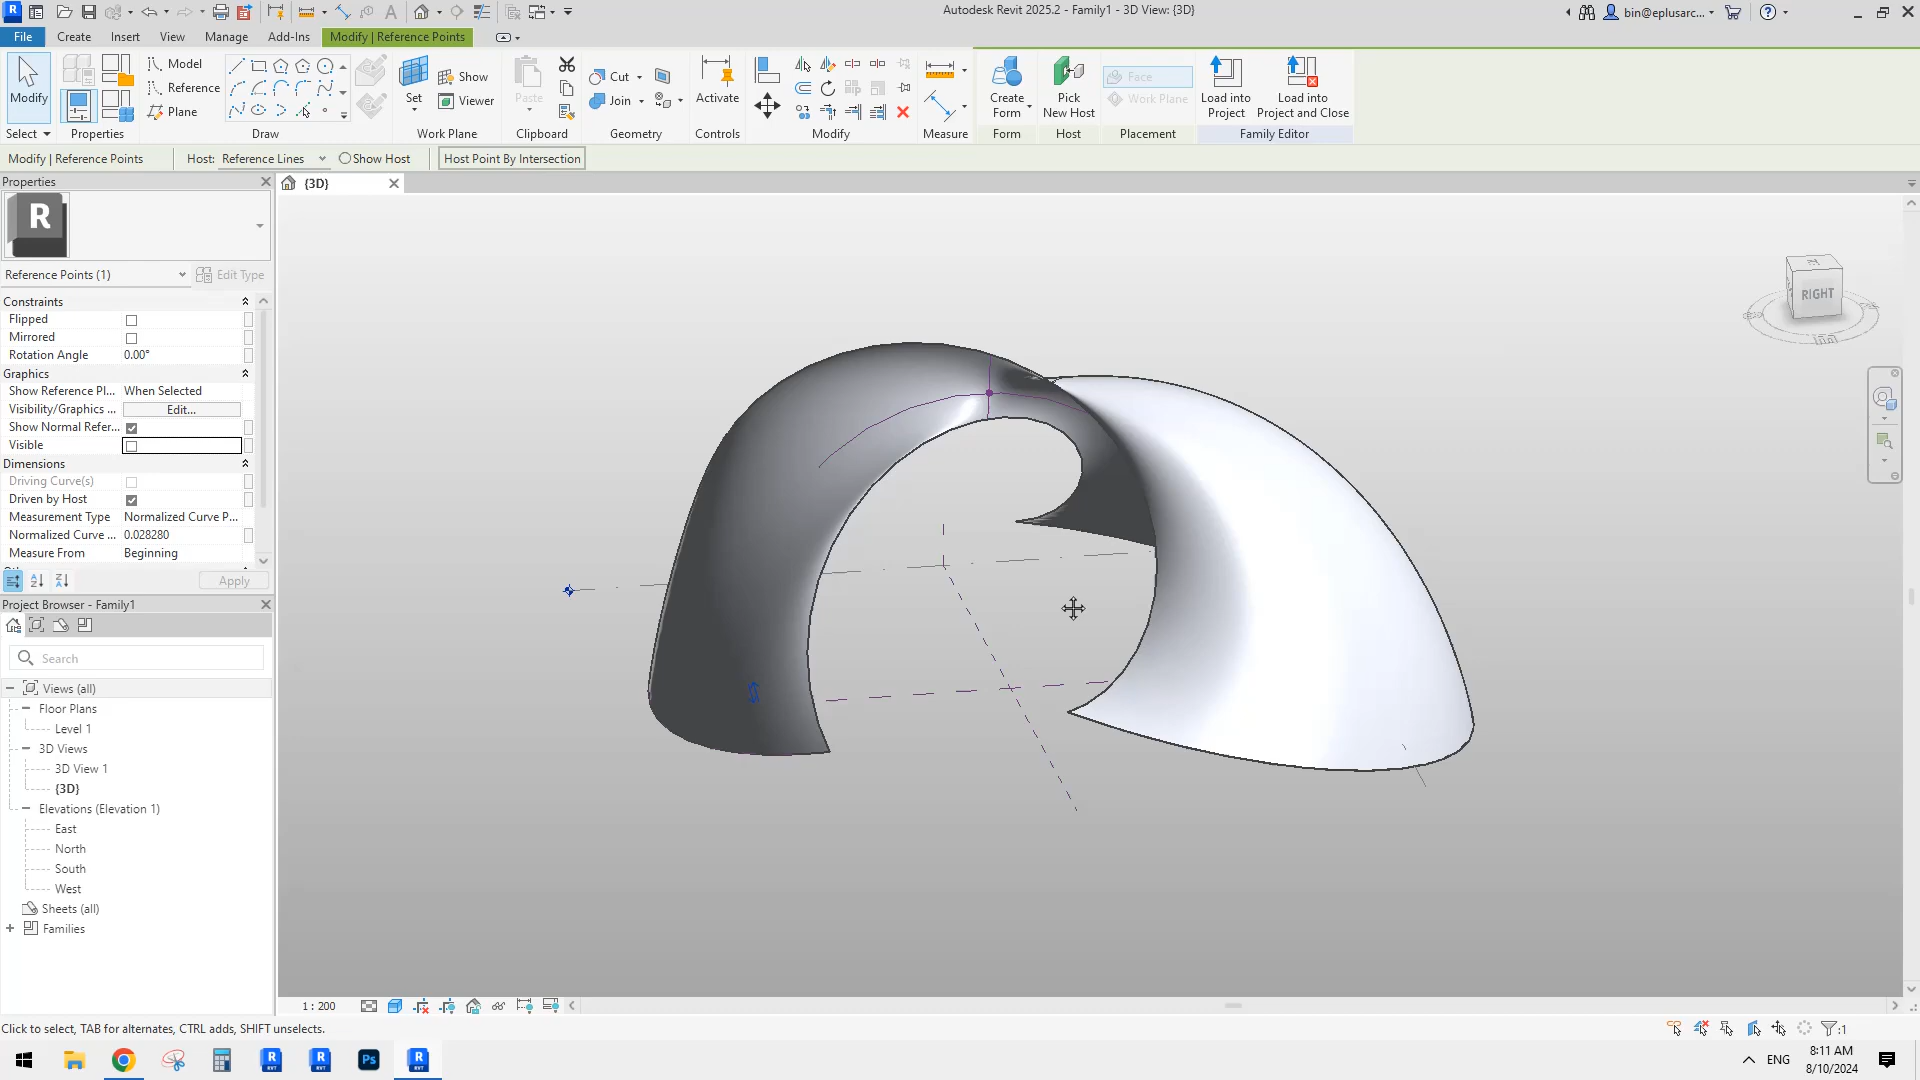 Autodesk Revit 2025.2 - Family1 - 3D View: {3D}
bin@eplusarc...
File
Create
Insert
View
Manage
Add-Ins
Modify | Reference Points
Modify
Select
Properties
Model
Reference
Plane
Draw
Set
Show
Viewer
Work Plane
Paste
Clipboard
Cut
Join
Geometry
Activate
Controls
Modify
Measure
Create
Form
Form
Pick
New Host
Host
Face
Work Plane
Placement
Load into
Project
Load into
Project and Close
Family Editor
Modify | Reference Points
Host: Reference Lines
Show Host
Host Point By Intersection
Properties
{3D}
R
Reference Points (1)
Edit Type
Constraints
Flipped
Mirrored
Rotation Angle 0.00°
Graphics
Show Reference Pl... When Selected
Visibility/Graphics ... Edit...
Show Normal Refer...
Visible
Dimensions
Driving Curve(s)
Driven by Host
Measurement Type Normalized Curve P...
Normalized Curve ... 0.028280
Measure From Beginning
Apply
Project Browser - Family1
Search
Views (all)
Floor Plans
Level 1
3D Views
3D View 1
{3D}
Elevations (Elevation 1)
East
North
South
West
Sheets (all)
Families
RIGHT
1 : 200
Click to select, TAB for alternates, CTRL adds, SHIFT unselects.
:1
Ps
ENG
8:11 AM
8/10/2024